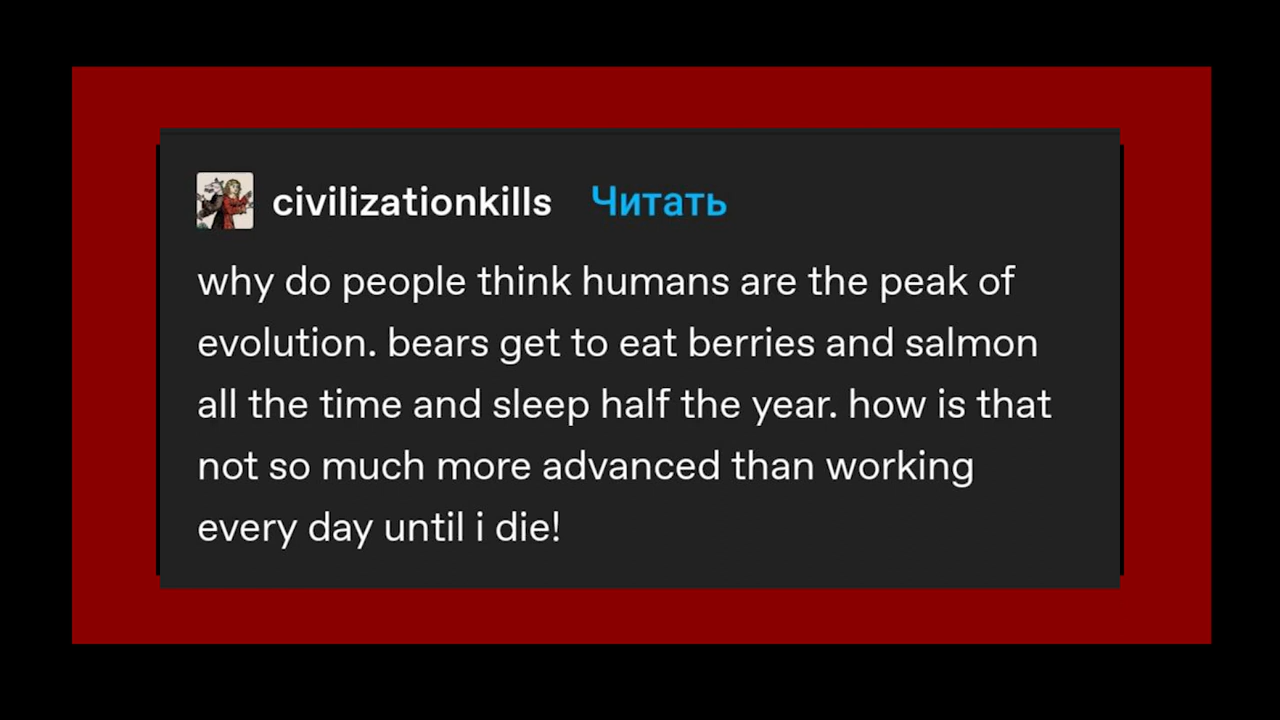 civilizationkills Читать
why do people think humans are the peak of
evolution. bears get to eat berries and salmon
all the time and sleep half the year. how is that
not so much more advanced than working
every day until i die!